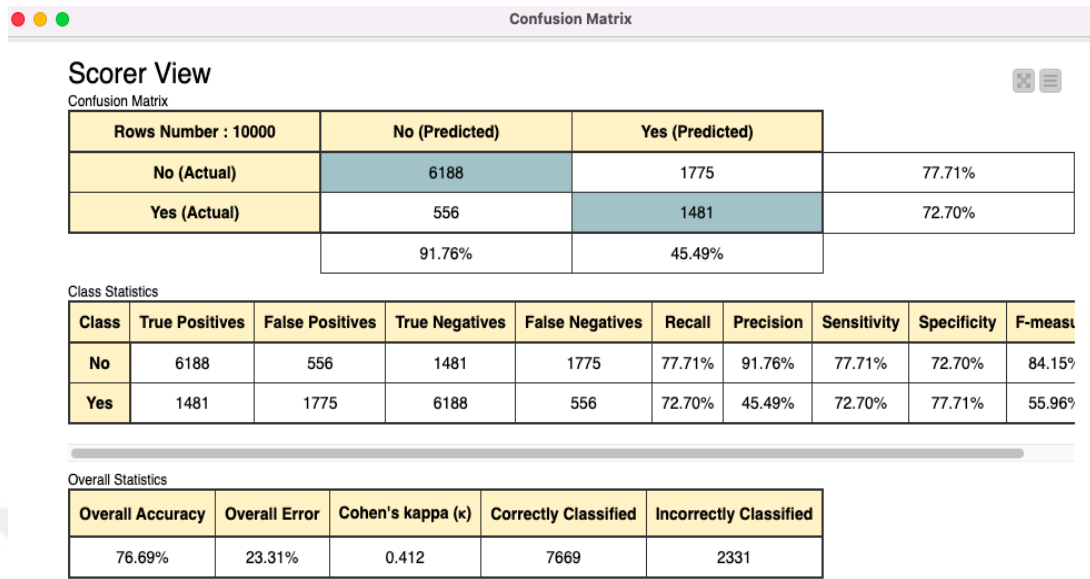 Confusion Matrix
Scorer View
Confusion Matrix
Rows Number : 10000 No (Predicted) Yes (Predicted)
No (Actual) 6188 1775 77.71%
Yes (Actual) 556 1481 72.70%
91.76% 45.49%
Class Statistics
Class True Positives False Positives True Negatives False Negatives Recall Precision Sensitivity Specificity F-measu
No 6188 556 1481 1775 77.71% 91.76% 77.71% 72.70% 84.15%
Yes 1481 1775 6188 556 72.70% 45.49% 72.70% 77.71% 55.96%
Overall Statistics
Overall Accuracy Overall Error Cohen's kappa (κ) Correctly Classified Incorrectly Classified
76.69% 23.31% 0.412 7669 2331